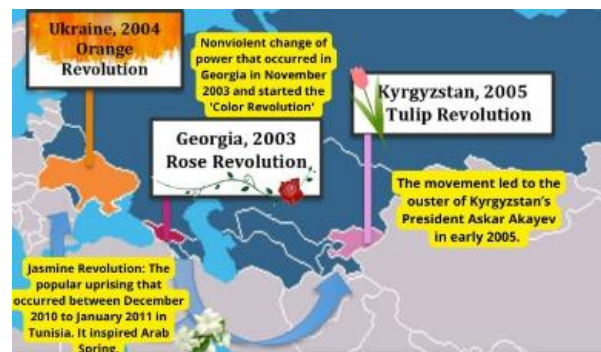 Ukraine, 2004
Orange
Revolution
Nonviolent change of
power that occurred in
Georgia in November
2003 and started the
'Color Revolution'
Kyrgyzstan, 2005
Tulip Revolution
Georgia, 2003
Rose Revolution
The movement led to the
ouster of Kyrgyzstan's
President Askar Akayev
in early 2005.
Jasmine Revolution: The
popular uprising that
occurred between December
2010 to January 2011 in
Tunisia. It inspired Arab
Spring.